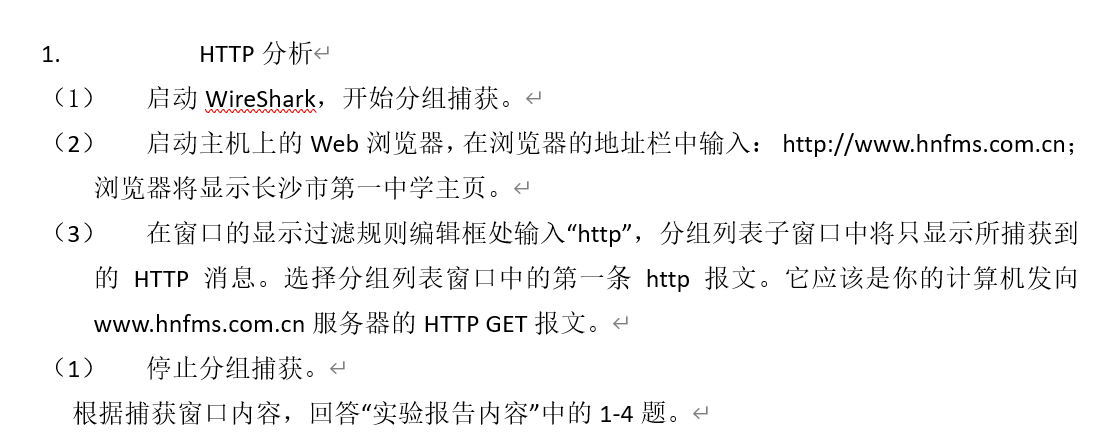 1. HTTP 分析
（1） 启动 WireShark，开始分组捕获。
（2） 启动主机上的 Web 浏览器，在浏览器的地址栏中输入： http://www.hnfms.com.cn；
浏览器将显示长沙市第一中学主页。
（3） 在窗口的显示过滤规则编辑框处输入“http”，分组列表子窗口中将只显示所捕获到
的 HTTP 消息。选择分组列表窗口中的第一条 http 报文。它应该是你的计算机发向
www.hnfms.com.cn 服务器的 HTTP GET 报文。
（1） 停止分组捕获。
根据捕获窗口内容，回答“实验报告内容”中的 1-4 题。